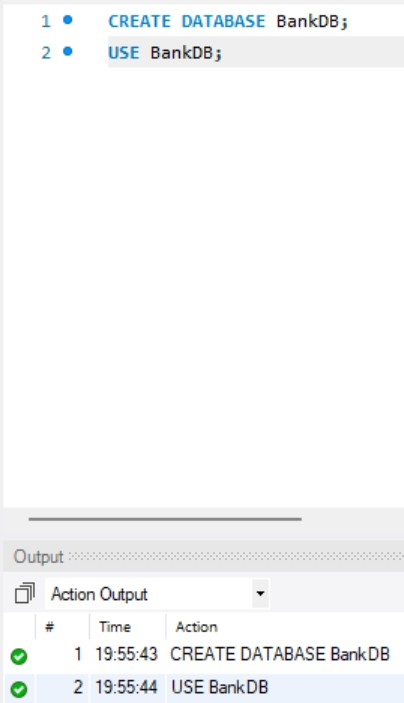 1 CREATE DATABASE BankDB;
2 USE BankDB;
Output
Action Output
# Time Action
1 19:55:43 CREATE DATABASE BankDB
2 19:55:44 USE BankDB